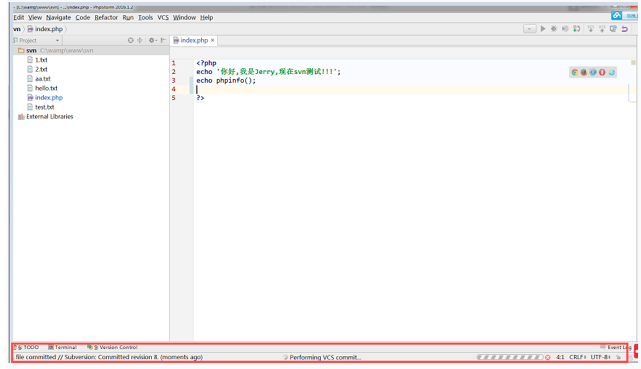 - [C:\wamp\www\svn] - ...\index.php - PhpStorm 2016.1.2
Edit View Navigate Code Refactor Run Tools VCS Window Help
vn index.php
Project
index.php ×
svn C:\wamp\www\svn
1.txt
2.txt
aa.txt
hello.txt
index.php
test.txt
External Libraries
1 <?php
2 echo '你好,我是Jerry,现在svn测试!!!';
3 echo phpinfo();
4
5 ?>
6: TODO Terminal 9: Version Control Event Log
file committed // Subversion: Committed revision 8. (moments ago) Performing VCS commit... 4:1 CRLF÷ UTF-8÷